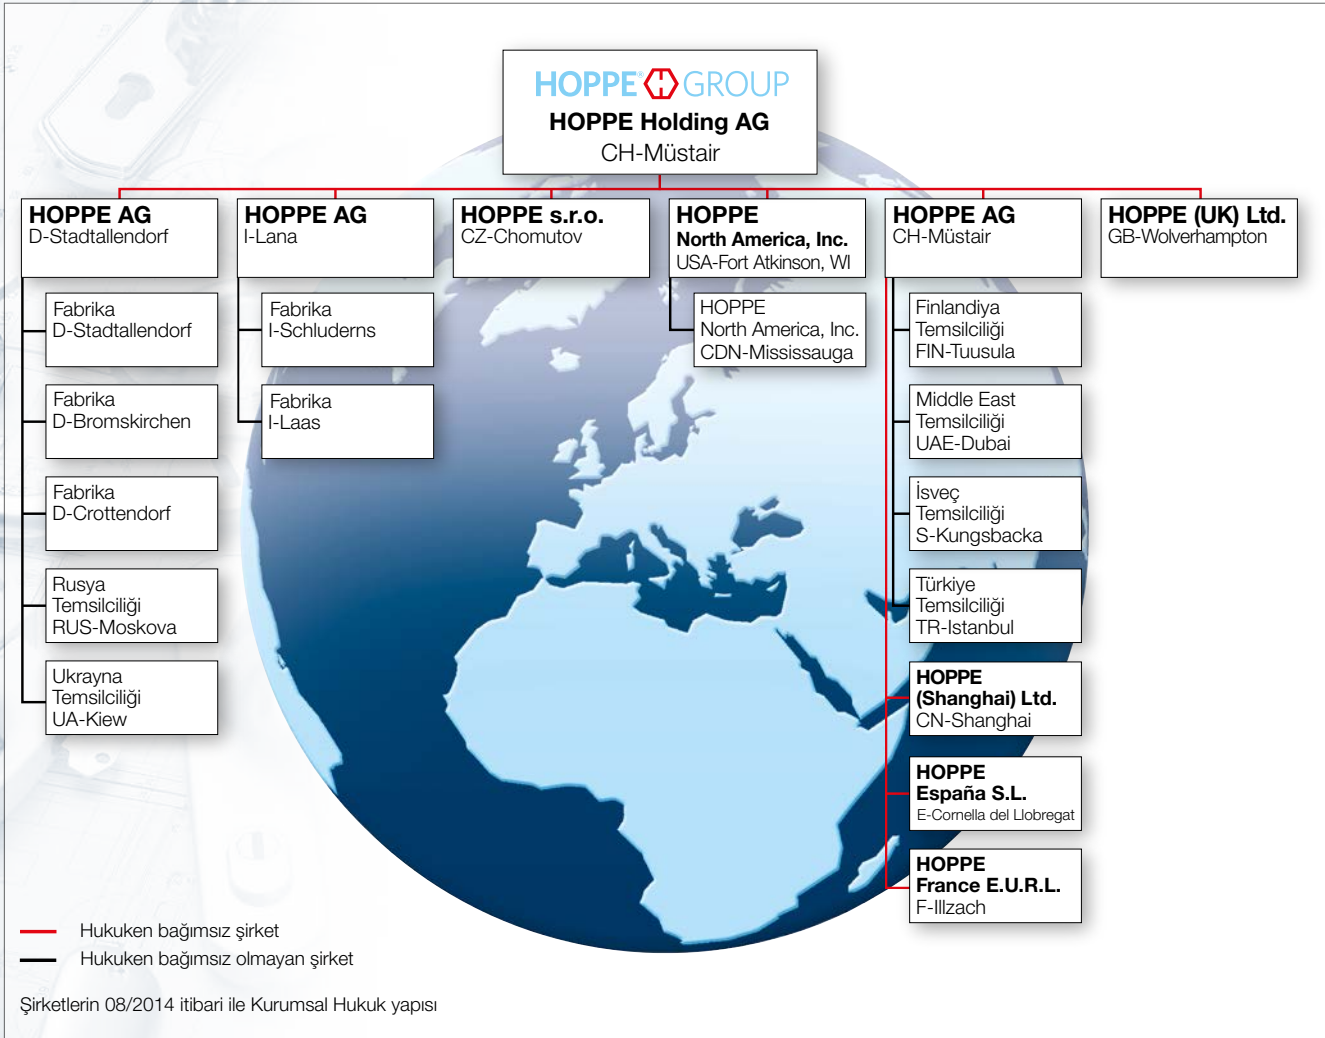 HOPPE® GROUP
HOPPE Holding AG
CH-Müstair
HOPPE AG
D-Stadtallendorf
Fabrika
D-Stadtallendorf
Fabrika
D-Bromskirchen
Fabrika
D-Crottendorf
Rusya
Temsilciliği
RUS-Moskova
Ukrayna
Temsilciliği
UA-Kiew
HOPPE AG
I-Lana
Fabrika
I-Schluderns
Fabrika
I-Laas
HOPPE s.r.o.
CZ-Chomutov
HOPPE
North America, Inc.
USA-Fort Atkinson, WI
HOPPE
North America, Inc.
CDN-Mississauga
HOPPE AG
CH-Müstair
Finlandiya
Temsilciliği
FIN-Tuusula
Middle East
Temsilciliği
UAE-Dubai
İsveç
Temsilciliği
S-Kungsbacka
Türkiye
Temsilciliği
TR-Istanbul
HOPPE
(Shanghai) Ltd.
CN-Shanghai
HOPPE
España S.L.
E-Cornella del Llobregat
HOPPE
France E.U.R.L.
F-Illzach
HOPPE (UK) Ltd.
GB-Wolverhampton
Hukuken bağımsız şirket
Hukuken bağımsız olmayan şirket
Şirketlerin 08/2014 itibari ile Kurumsal Hukuk yapısı